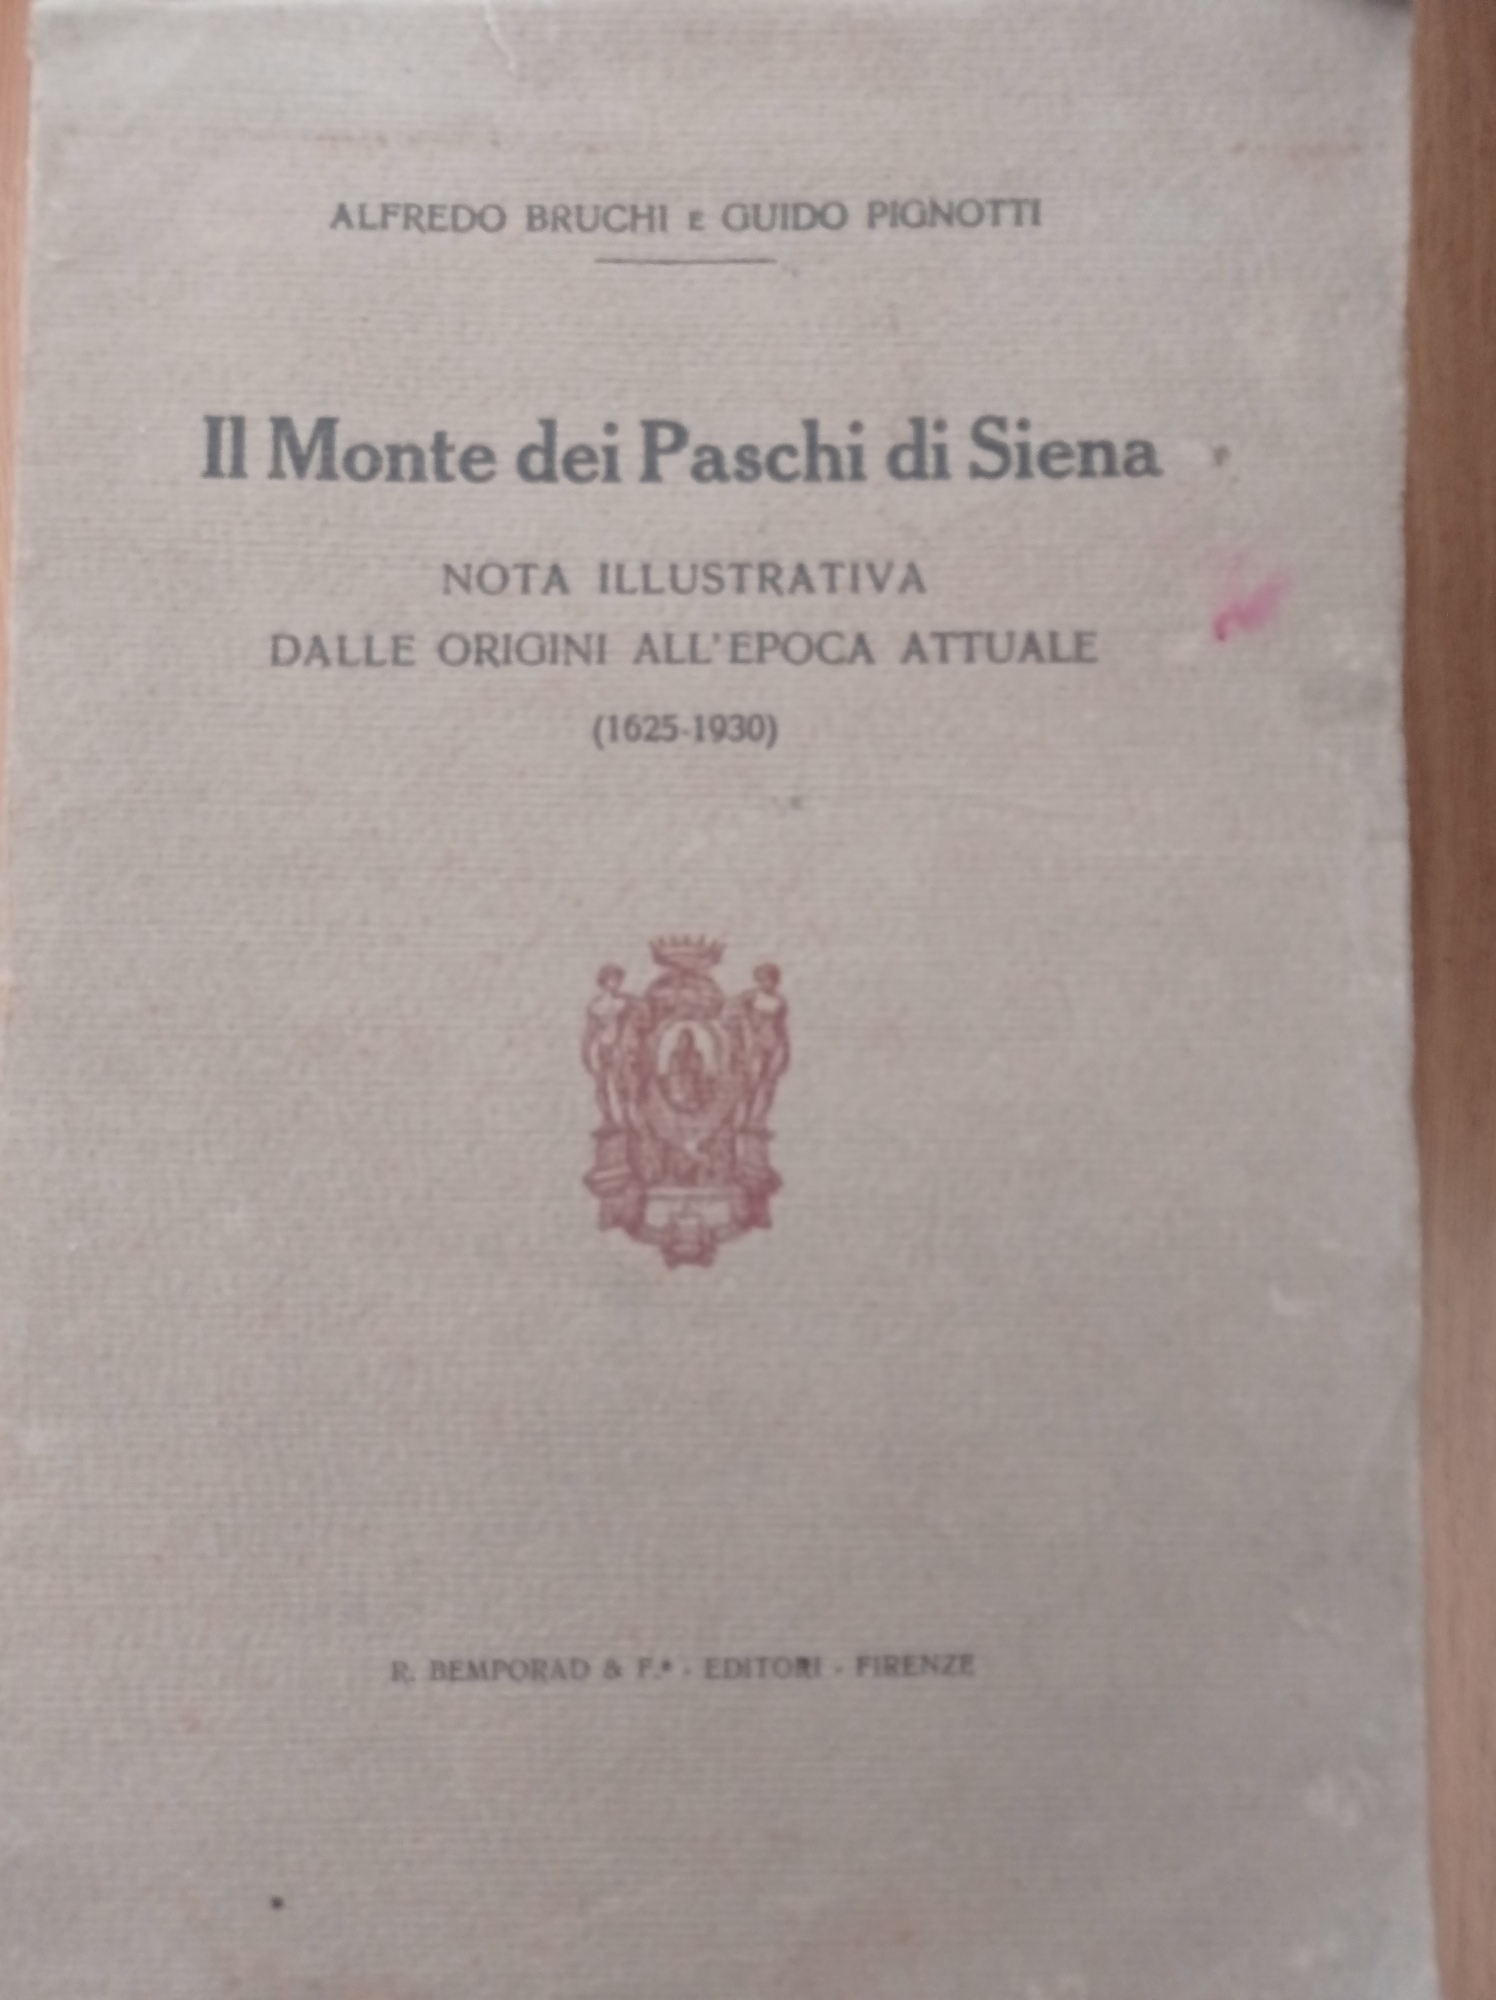 ALFREDO BRUCHI E GUIDO PIGNOTTI
Il Monte dei Paschi di Siena
NOTA ILLUSTRATIVA
DALLE ORIGINI ALL'EPOCA ATTUALE
(1625-1930)
R. BEMPORAD & F.º - EDITORI - FIRENZE